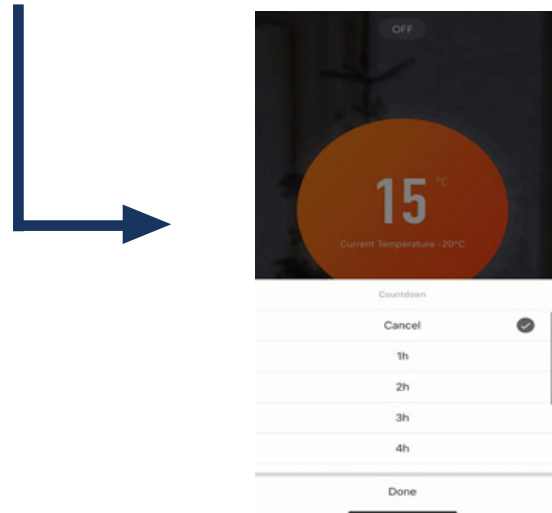 OFF
15 °C
Current Temperature -20°C
Countdown
Cancel
1h
2h
3h
4h
Done